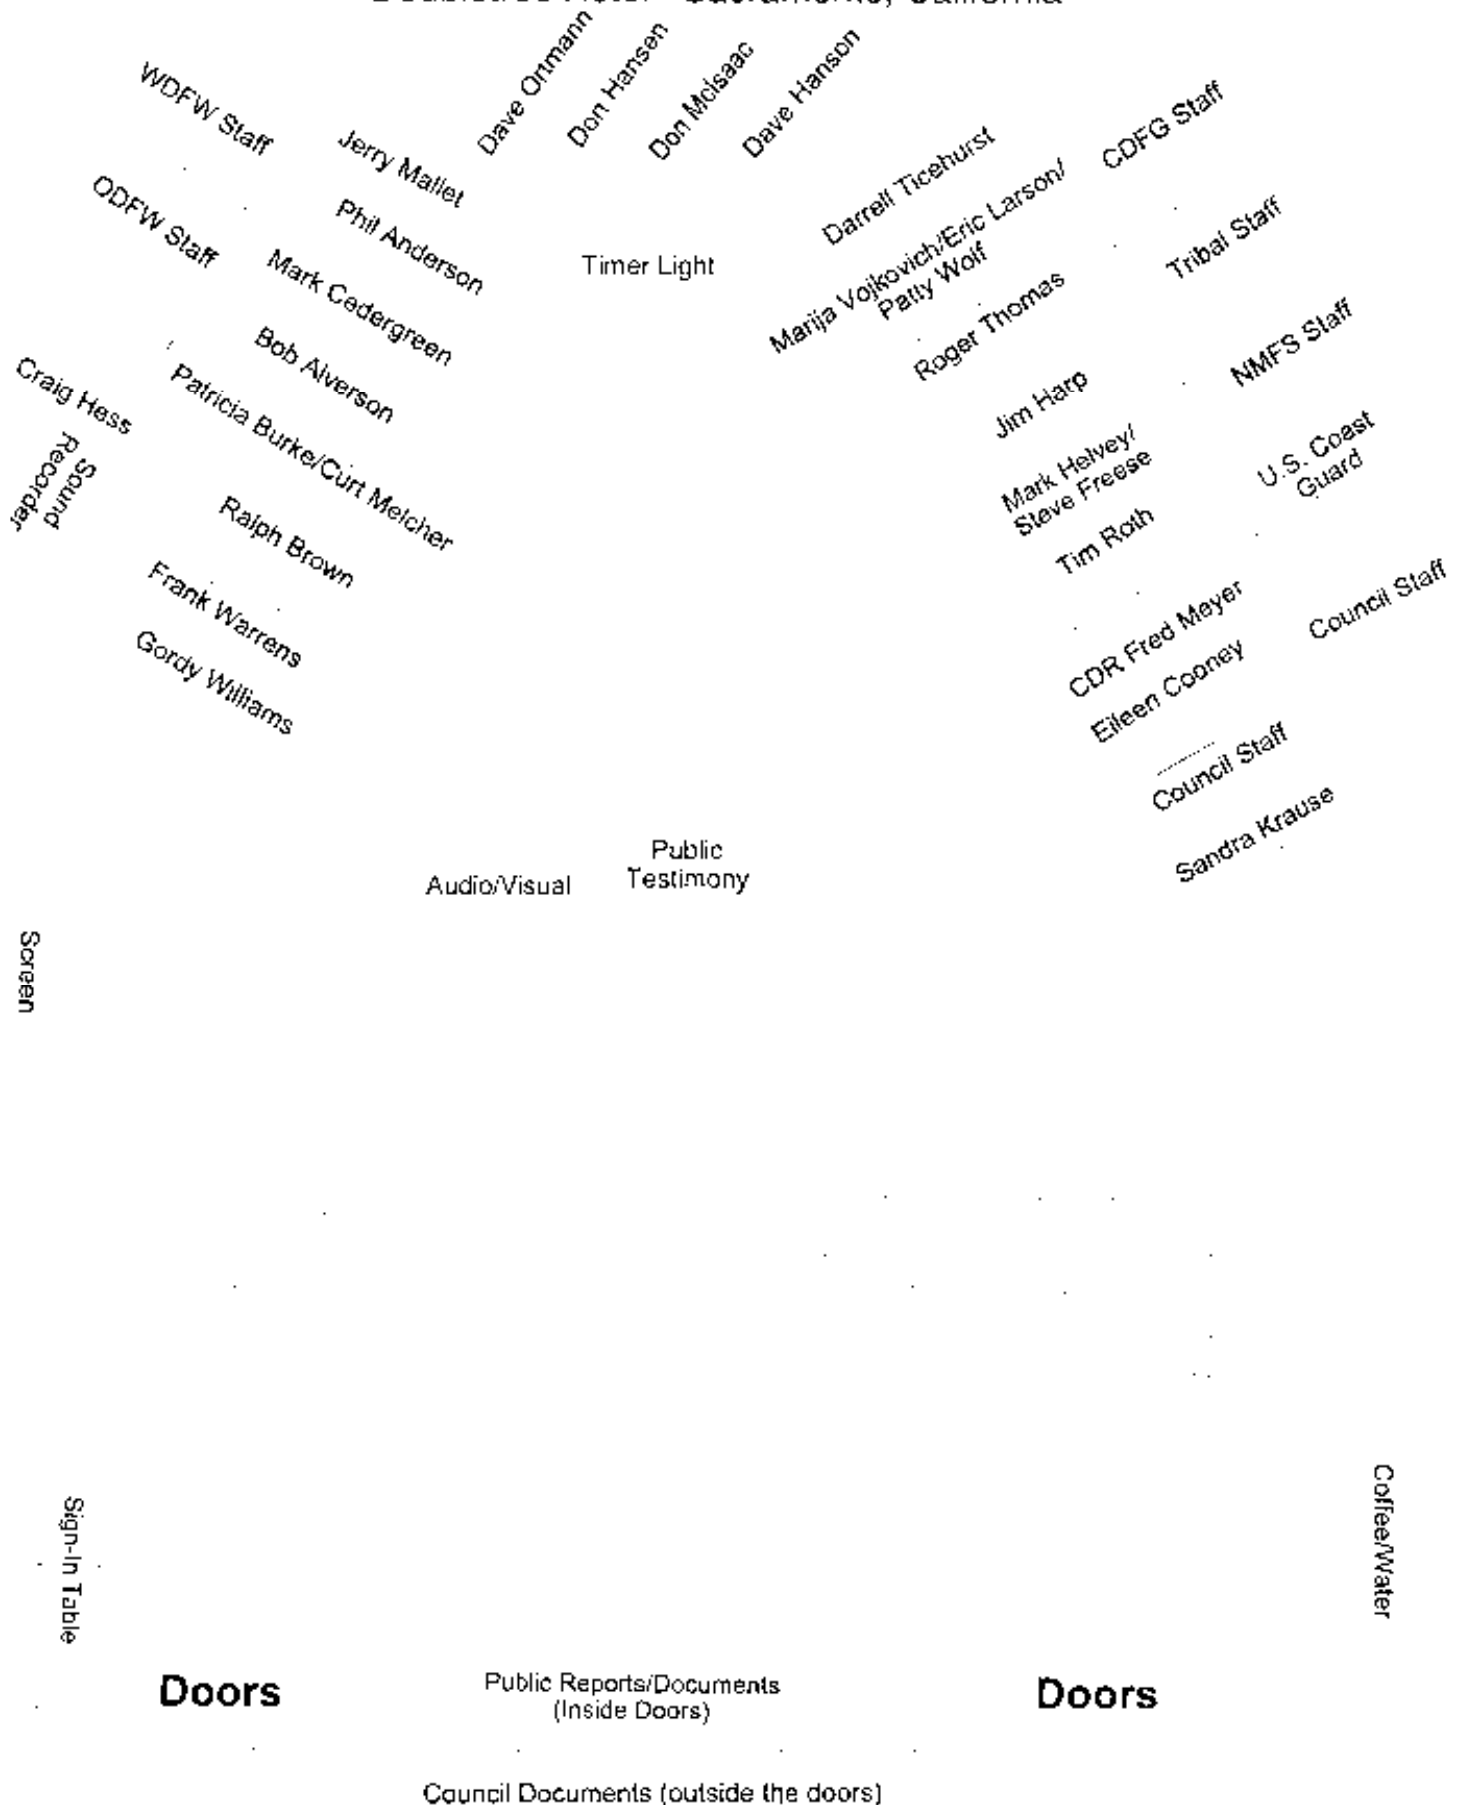 Doubletree Hotel - Sacramento, California
Dave Ortmann
Don Hansen
Don McIsaac
Dave Hanson
WDFW Staff
Jerry Mallet
ODFW Staff
Phil Anderson
Mark Cedergreen
Bob Alverson
Craig Hess
Sound
Recorder
Patricia Burke/Curt Melcher
Ralph Brown
Frank Warrens
Gordy Williams
Timer Light
Darrell Ticehurst
CDFG Staff
Marija Vojkovich/Eric Larson/
Patty Wolf
Tribal Staff
Roger Thomas
NMFS Staff
Jim Harp
Mark Helvey/
Steve Freese
U.S. Coast
Guard
Tim Roth
CDR Fred Meyer
Council Staff
Eileen Cooney
Council Staff
Sandra Krause
Audio/Visual
Public
Testimony
Screen
Sign-In Table
Coffee/Water
Doors
Public Reports/Documents
(Inside Doors)
Doors
Council Documents (outside the doors)